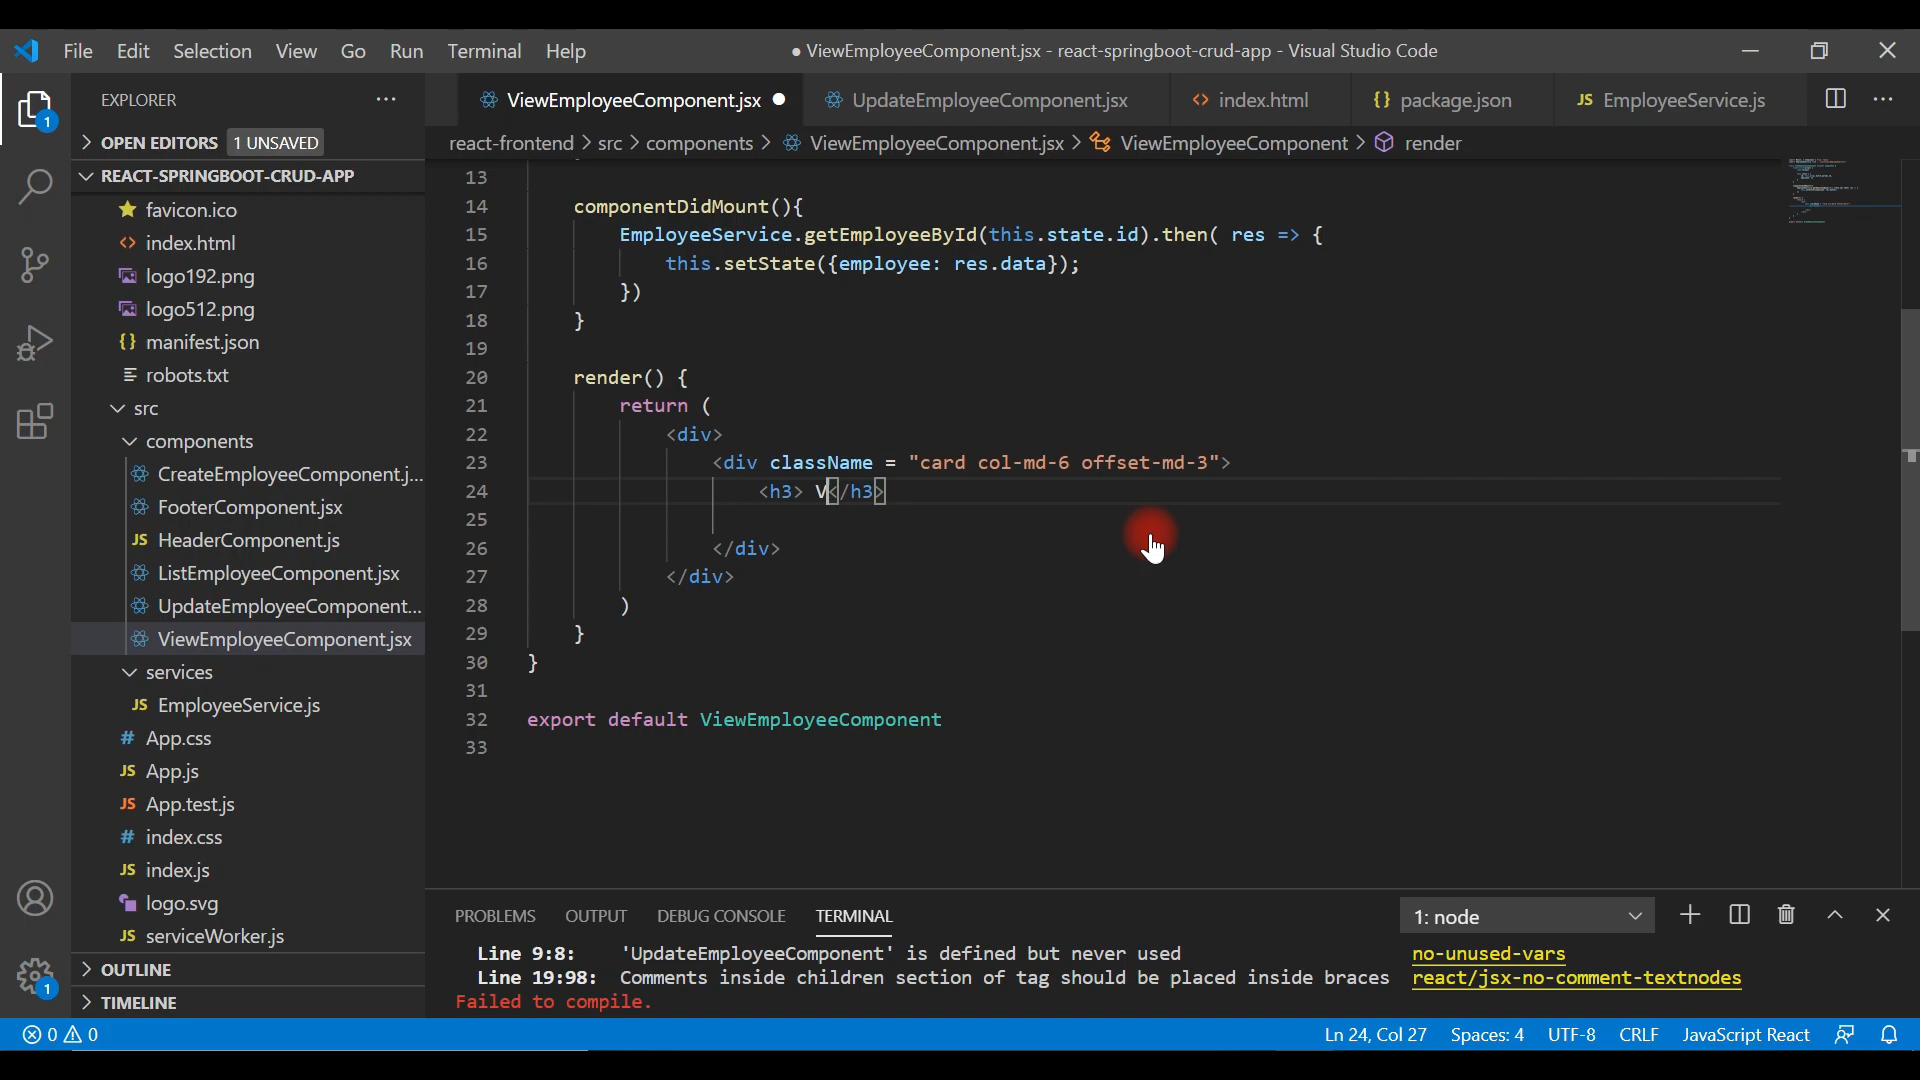 File Edit Selection View Go Run Terminal Help
● ViewEmployeeComponent.jsx - react-springboot-crud-app - Visual Studio Code
EXPLORER ···
ViewEmployeeComponent.jsx
UpdateEmployeeComponent.jsx
index.html
package.json
JS EmployeeService.js
1
OPEN EDITORS 1 UNSAVED
react-frontend > src > components > ViewEmployeeComponent.jsx > ViewEmployeeComponent > render
REACT-SPRINGBOOT-CRUD-APP
favicon.ico
index.html
logo192.png
logo512.png
manifest.json
robots.txt
src
components
CreateEmployeeComponent.j...
FooterComponent.jsx
JS HeaderComponent.js
ListEmployeeComponent.jsx
UpdateEmployeeComponent...
ViewEmployeeComponent.jsx
services
JS EmployeeService.js
# App.css
JS App.js
JS App.test.js
# index.css
JS index.js
logo.svg
JS serviceWorker.js
OUTLINE
TIMELINE
1
13
14 componentDidMount(){
15 EmployeeService.getEmployeeById(this.state.id).then( res => {
16 this.setState({employee: res.data});
17 })
18 }
19
20 render() {
21 return (
22 <div>
23 <div className = "card col-md-6 offset-md-3">
24 <h3> V</h3>
25
26 </div>
27 </div>
28 )
29 }
30 }
31
32 export default ViewEmployeeComponent
33
PROBLEMS OUTPUT DEBUG CONSOLE TERMINAL
1: node
Line 9:8: 'UpdateEmployeeComponent' is defined but never used no-unused-vars
Line 19:98: Comments inside children section of tag should be placed inside braces react/jsx-no-comment-textnodes
Failed to compile.
0 0
Ln 24, Col 27 Spaces: 4 UTF-8 CRLF JavaScript React